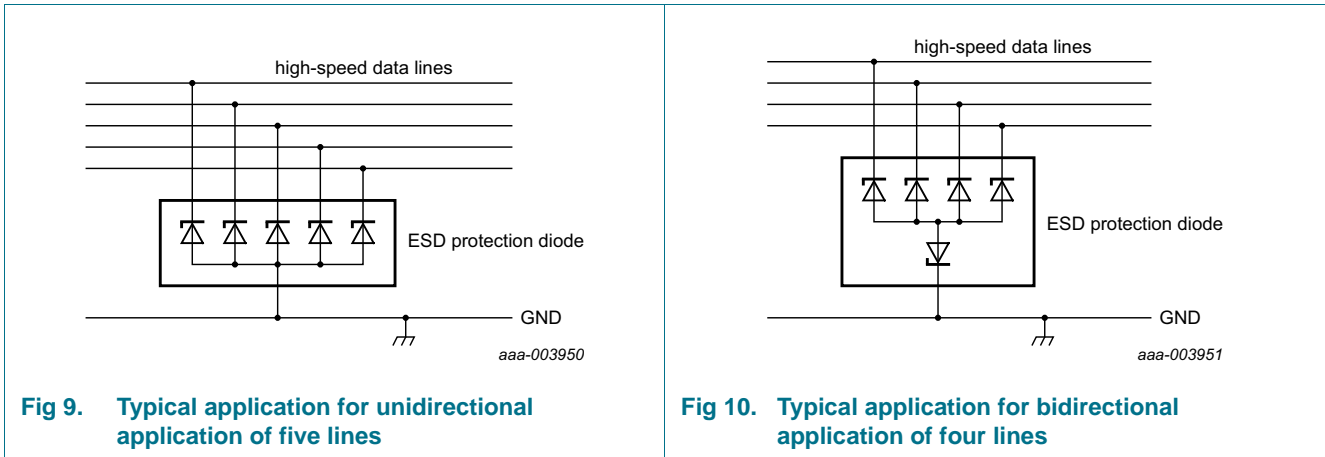 high-speed data lines
ESD protection diode
GND
aaa-003950
Fig 9. Typical application for unidirectional
application of five lines
high-speed data lines
ESD protection diode
GND
aaa-003951
Fig 10. Typical application for bidirectional
application of four lines